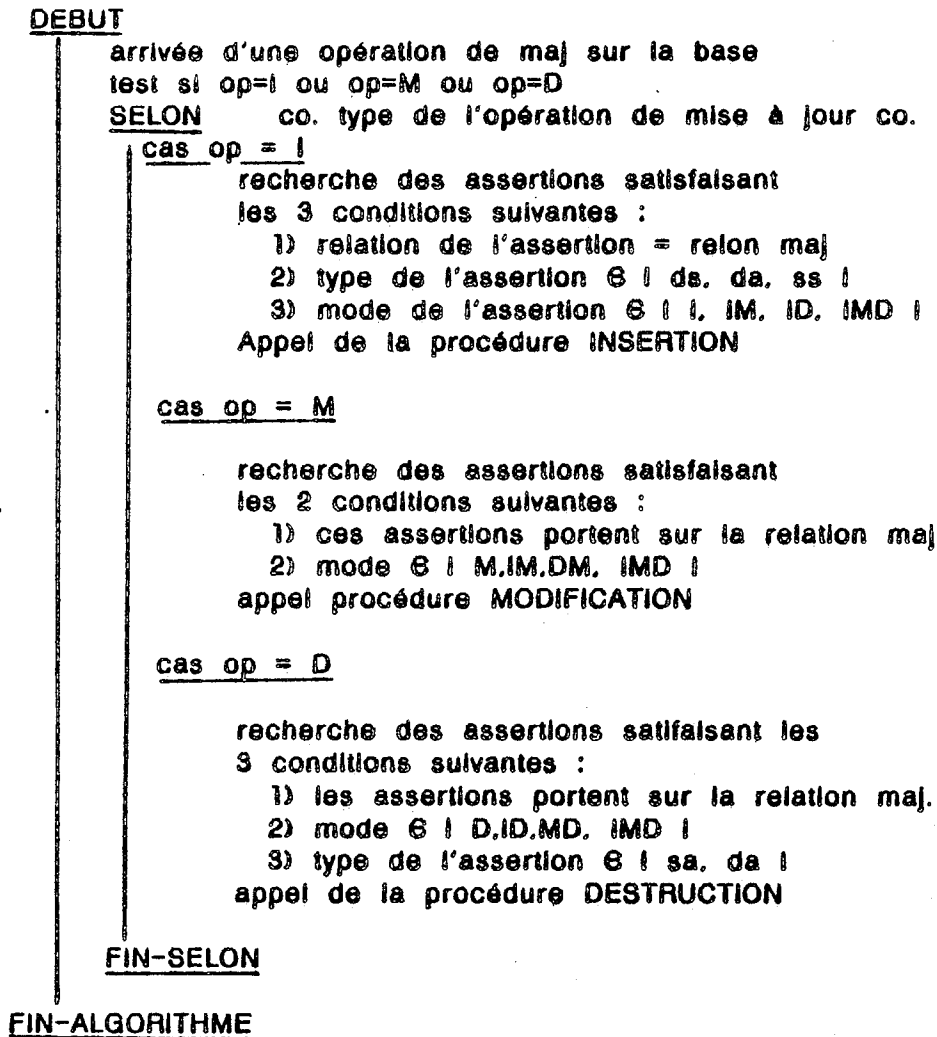 DEBUT
arrivée d'une opération de maj sur la base
test si op=I ou op=M ou op=D
SELON co. type de l'opération de mise à jour co.
cas op = I
recherche des assertions satisfaisant
les 3 conditions suivantes :
1) relation de l'assertion = relon maj
2) type de l'assertion ∈ { ds, da, ss }
3) mode de l'assertion ∈ { I, IM, ID, IMD }
Appel de la procédure INSERTION
cas op = M
recherche des assertions satisfaisant
les 2 conditions suivantes :
1) ces assertions portent sur la relation maj
2) mode ∈ { M,IM,DM, IMD }
appel procédure MODIFICATION
cas op = D
recherche des assertions satifaisant les
3 conditions suivantes :
1) les assertions portent sur la relation maj.
2) mode ∈ { D,ID,MD, IMD }
3) type de l'assertion ∈ { sa, da }
appel de la procédure DESTRUCTION
FIN-SELON
FIN-ALGORITHME